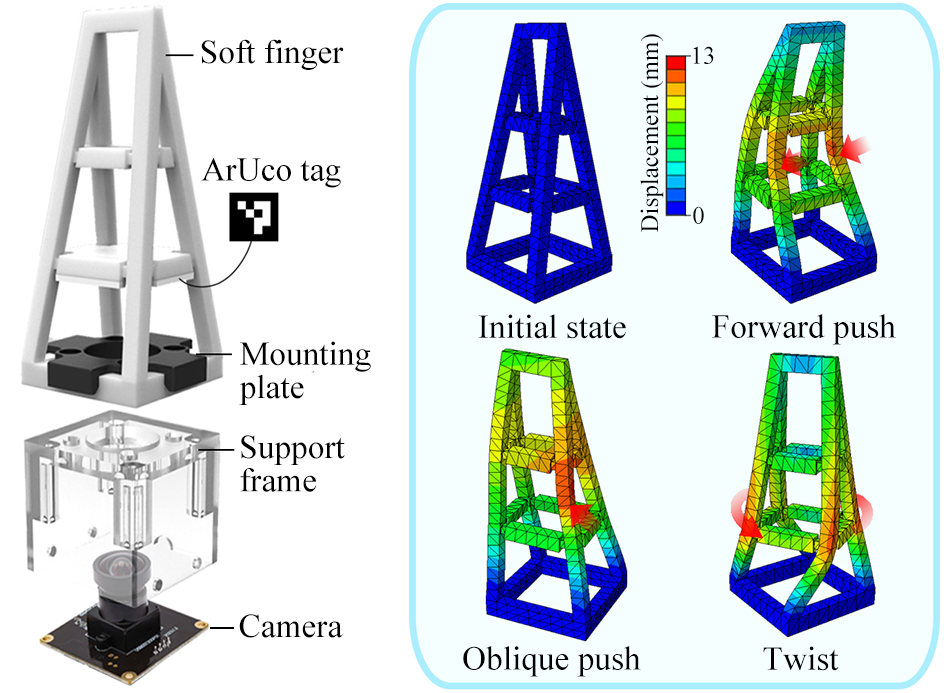 Soft finger
ArUco tag
Mounting
plate
Support
frame
Camera
Displacement (mm)
13
0
Initial state
Forward push
Oblique push
Twist